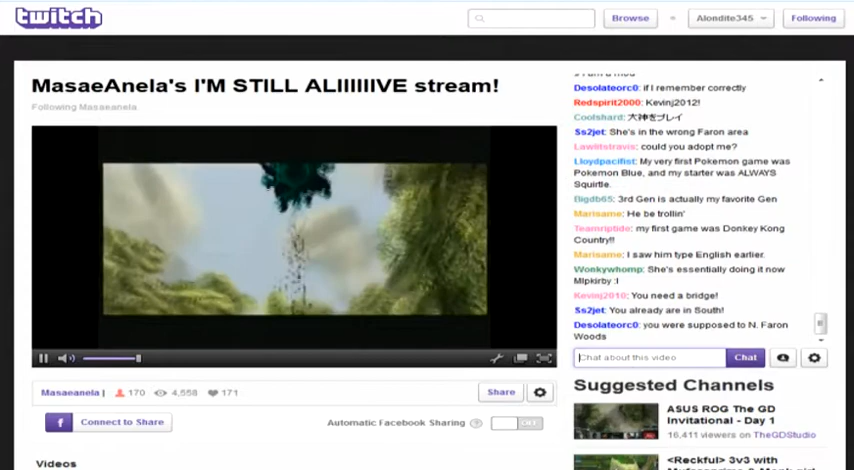 twitch
Browse
Alondite345
Following
MasaeAnela's I'M STILL ALIIIIIIVE stream!
Following Masaeanela
Desolateorc0: if I remember correctly
Redspirit2000: Kevinj2012!
Coolshard: 大神をプレイ
Ss2jet: She's in the wrong Faron area
Lawlitstravis: could you adopt me?
Lloydpacifist: My very first Pokemon game was
Pokemon Blue, and my starter was ALWAYS
Squirtle.
Bigdb65: 3rd Gen is actually my favorite Gen
Marisame: He be trollin'
Teamriptide: my first game was Donkey Kong
Country!!
Marisame: I saw him type English earlier.
Wonkywhomp: She's essentially doing it now
Mlpkirby :I
Kevinj2010: You need a bridge!
Ss2jet: You already are in South!
Desolateorc0: you were supposed to N. Faron
Woods
Chat about this video
Chat
Masaeanela | 170 4,558 171
Share
f Connect to Share
Automatic Facebook Sharing ? OFF
Suggested Channels
ASUS ROG The GD
Invitational - Day 1
16,411 viewers on TheGDStudio
<Reckful> 3v3 with
Videos